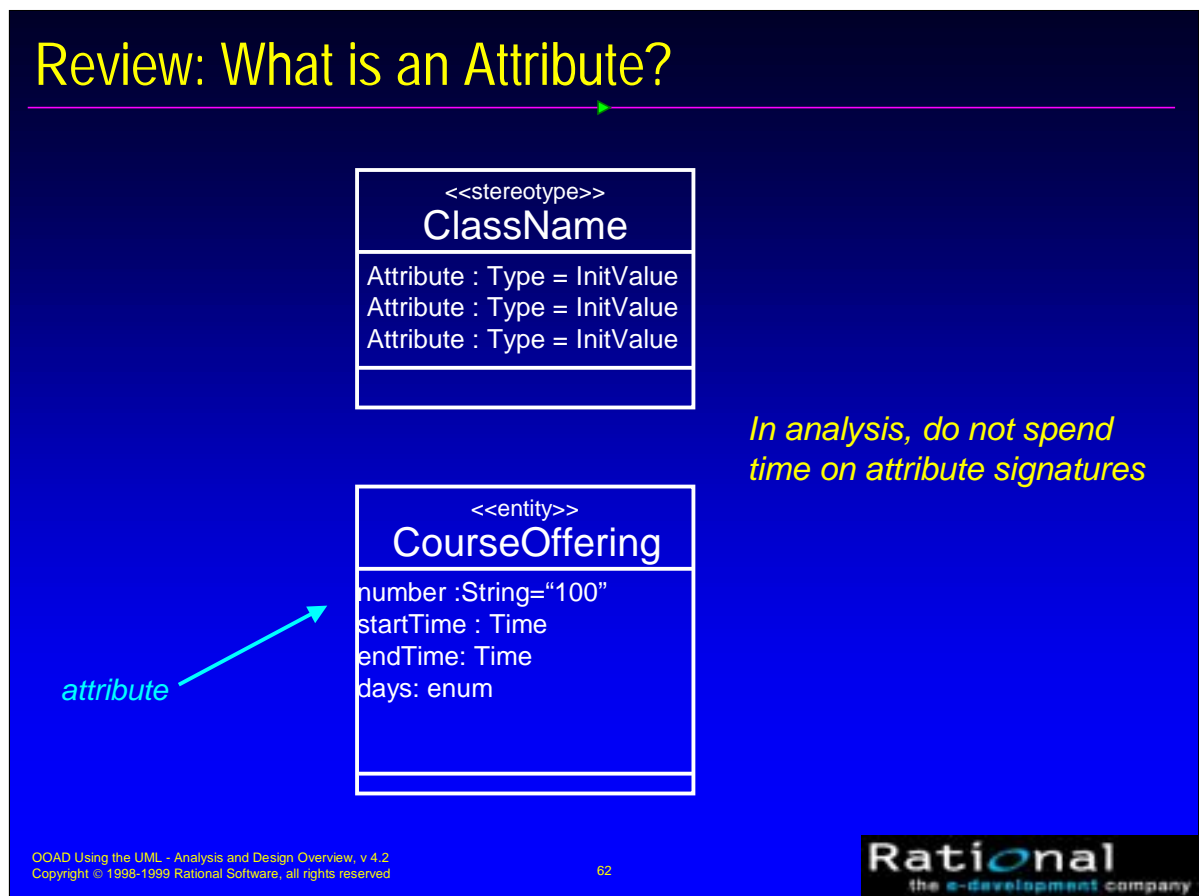 Review: What is an Attribute?
<<stereotype>>
ClassName
Attribute : Type = InitValue
Attribute : Type = InitValue
Attribute : Type = InitValue
In analysis, do not spend
time on attribute signatures
<<entity>>
CourseOffering
number :String=“100”
startTime : Time
endTime: Time
days: enum
attribute
OOAD Using the UML - Analysis and Design Overview, v 4.2
Copyright © 1998-1999 Rational Software, all rights reserved
62
Rational
the e-development company